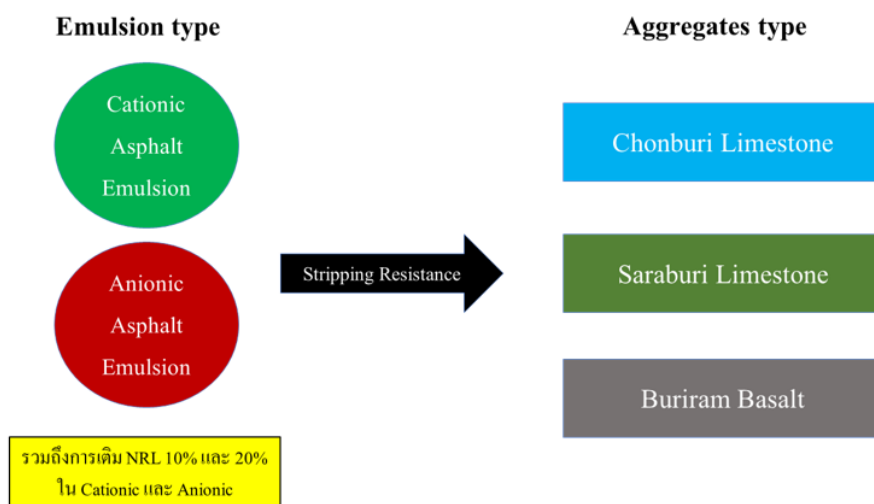 Emulsion type
Aggregates type
Cationic
Asphalt
Emulsion
Anionic
Asphalt
Emulsion
Stripping Resistance
Chonburi Limestone
Saraburi Limestone
Buriram Basalt
รวมถึงการเติม NRL 10% และ 20%
ใน Cationic และ Anionic